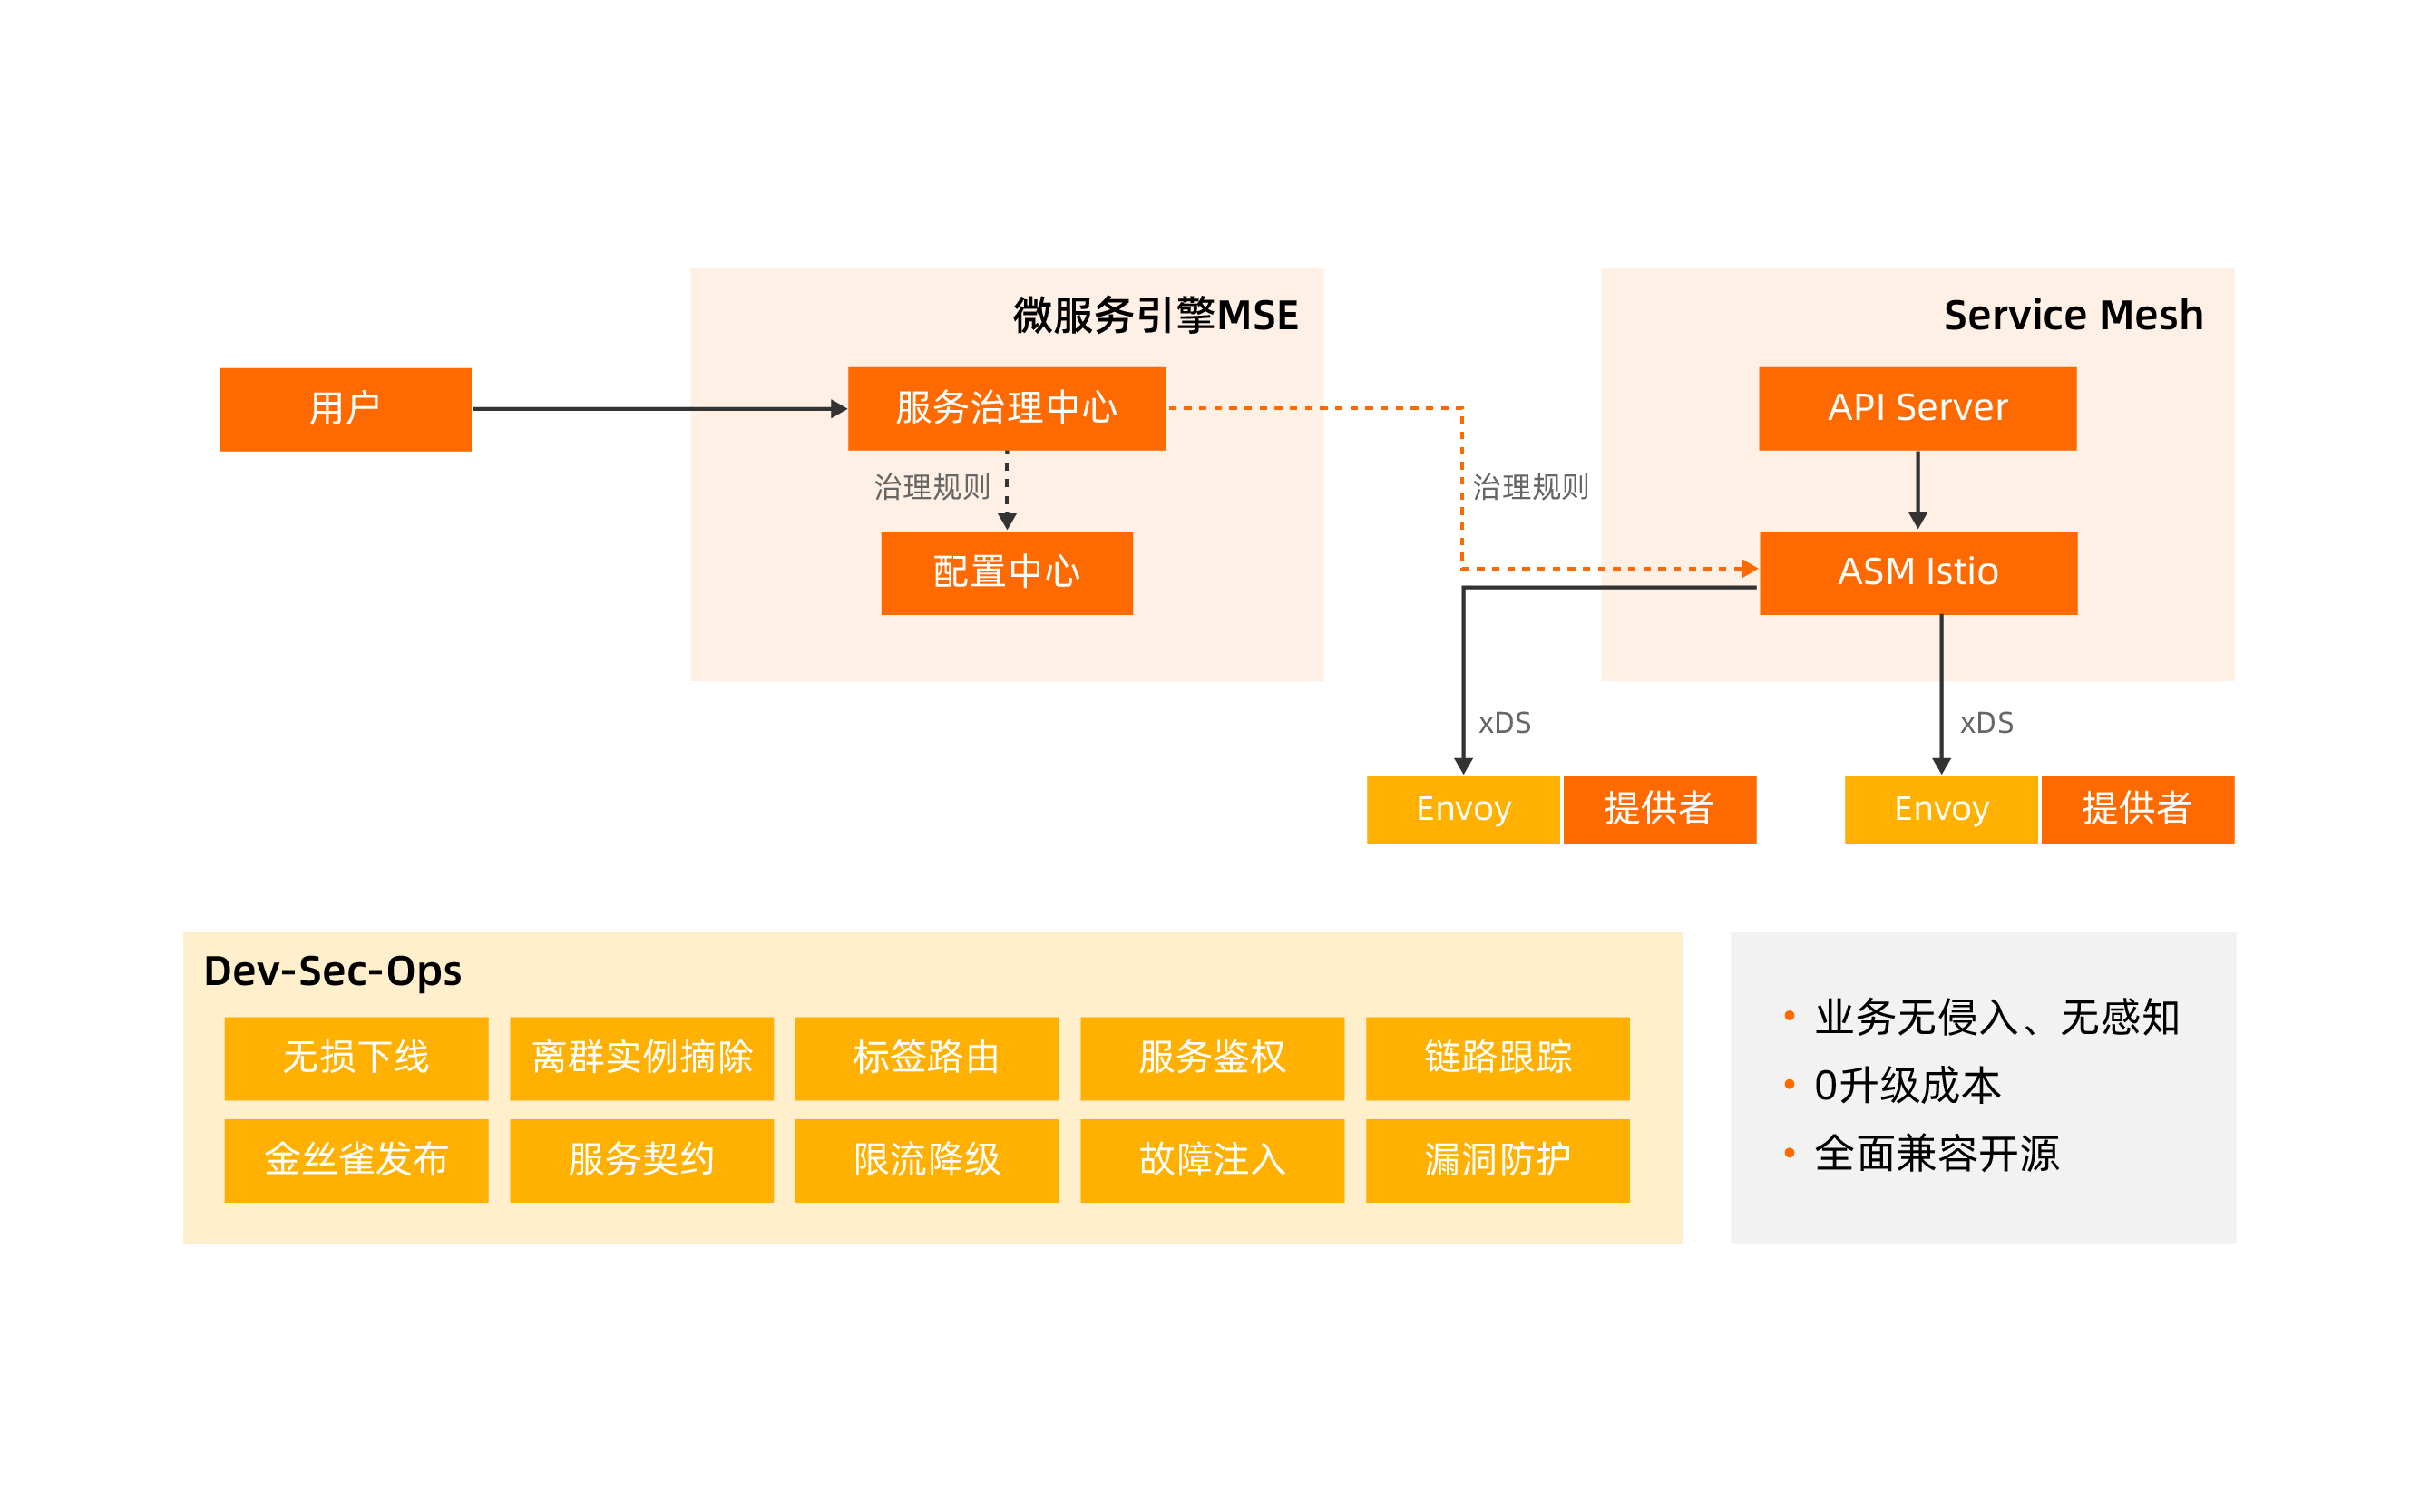 微服务引擎MSE
Service Mesh
用户
服务治理中心
API Server
治理规则
治理规则
配置中心
ASM Istio
xDS
xDS
Envoy
提供者
Envoy
提供者
Dev-Sec-Ops
无损下线
离群实例摘除
标签路由
服务鉴权
链路跟踪
金丝雀发布
服务契约
限流降级
故障注入
漏洞防护
• 业务无侵入、无感知
• 0升级成本
• 全面兼容开源